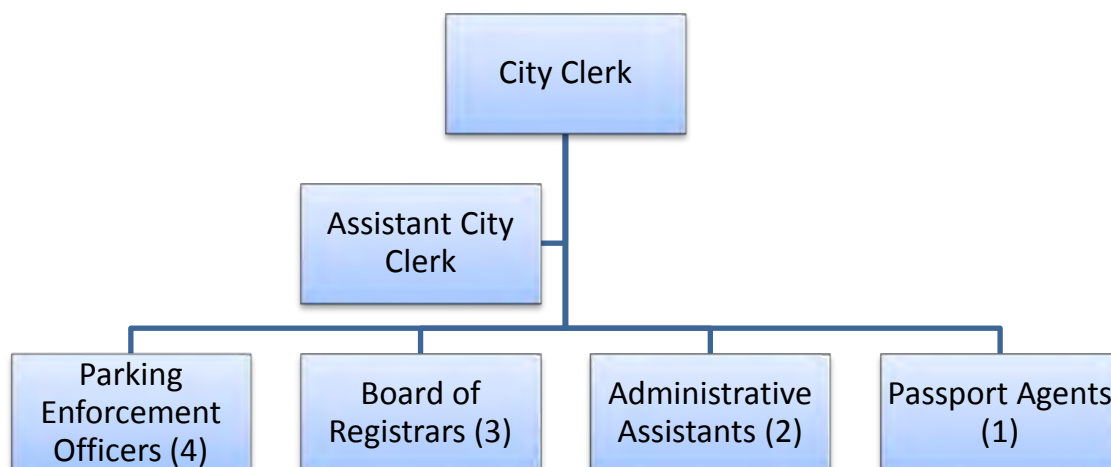 City Clerk
Assistant City
Clerk
Parking
Enforcement
Officers (4)
Board of
Registrars (3)
Administrative
Assistants (2)
Passport Agents
(1)